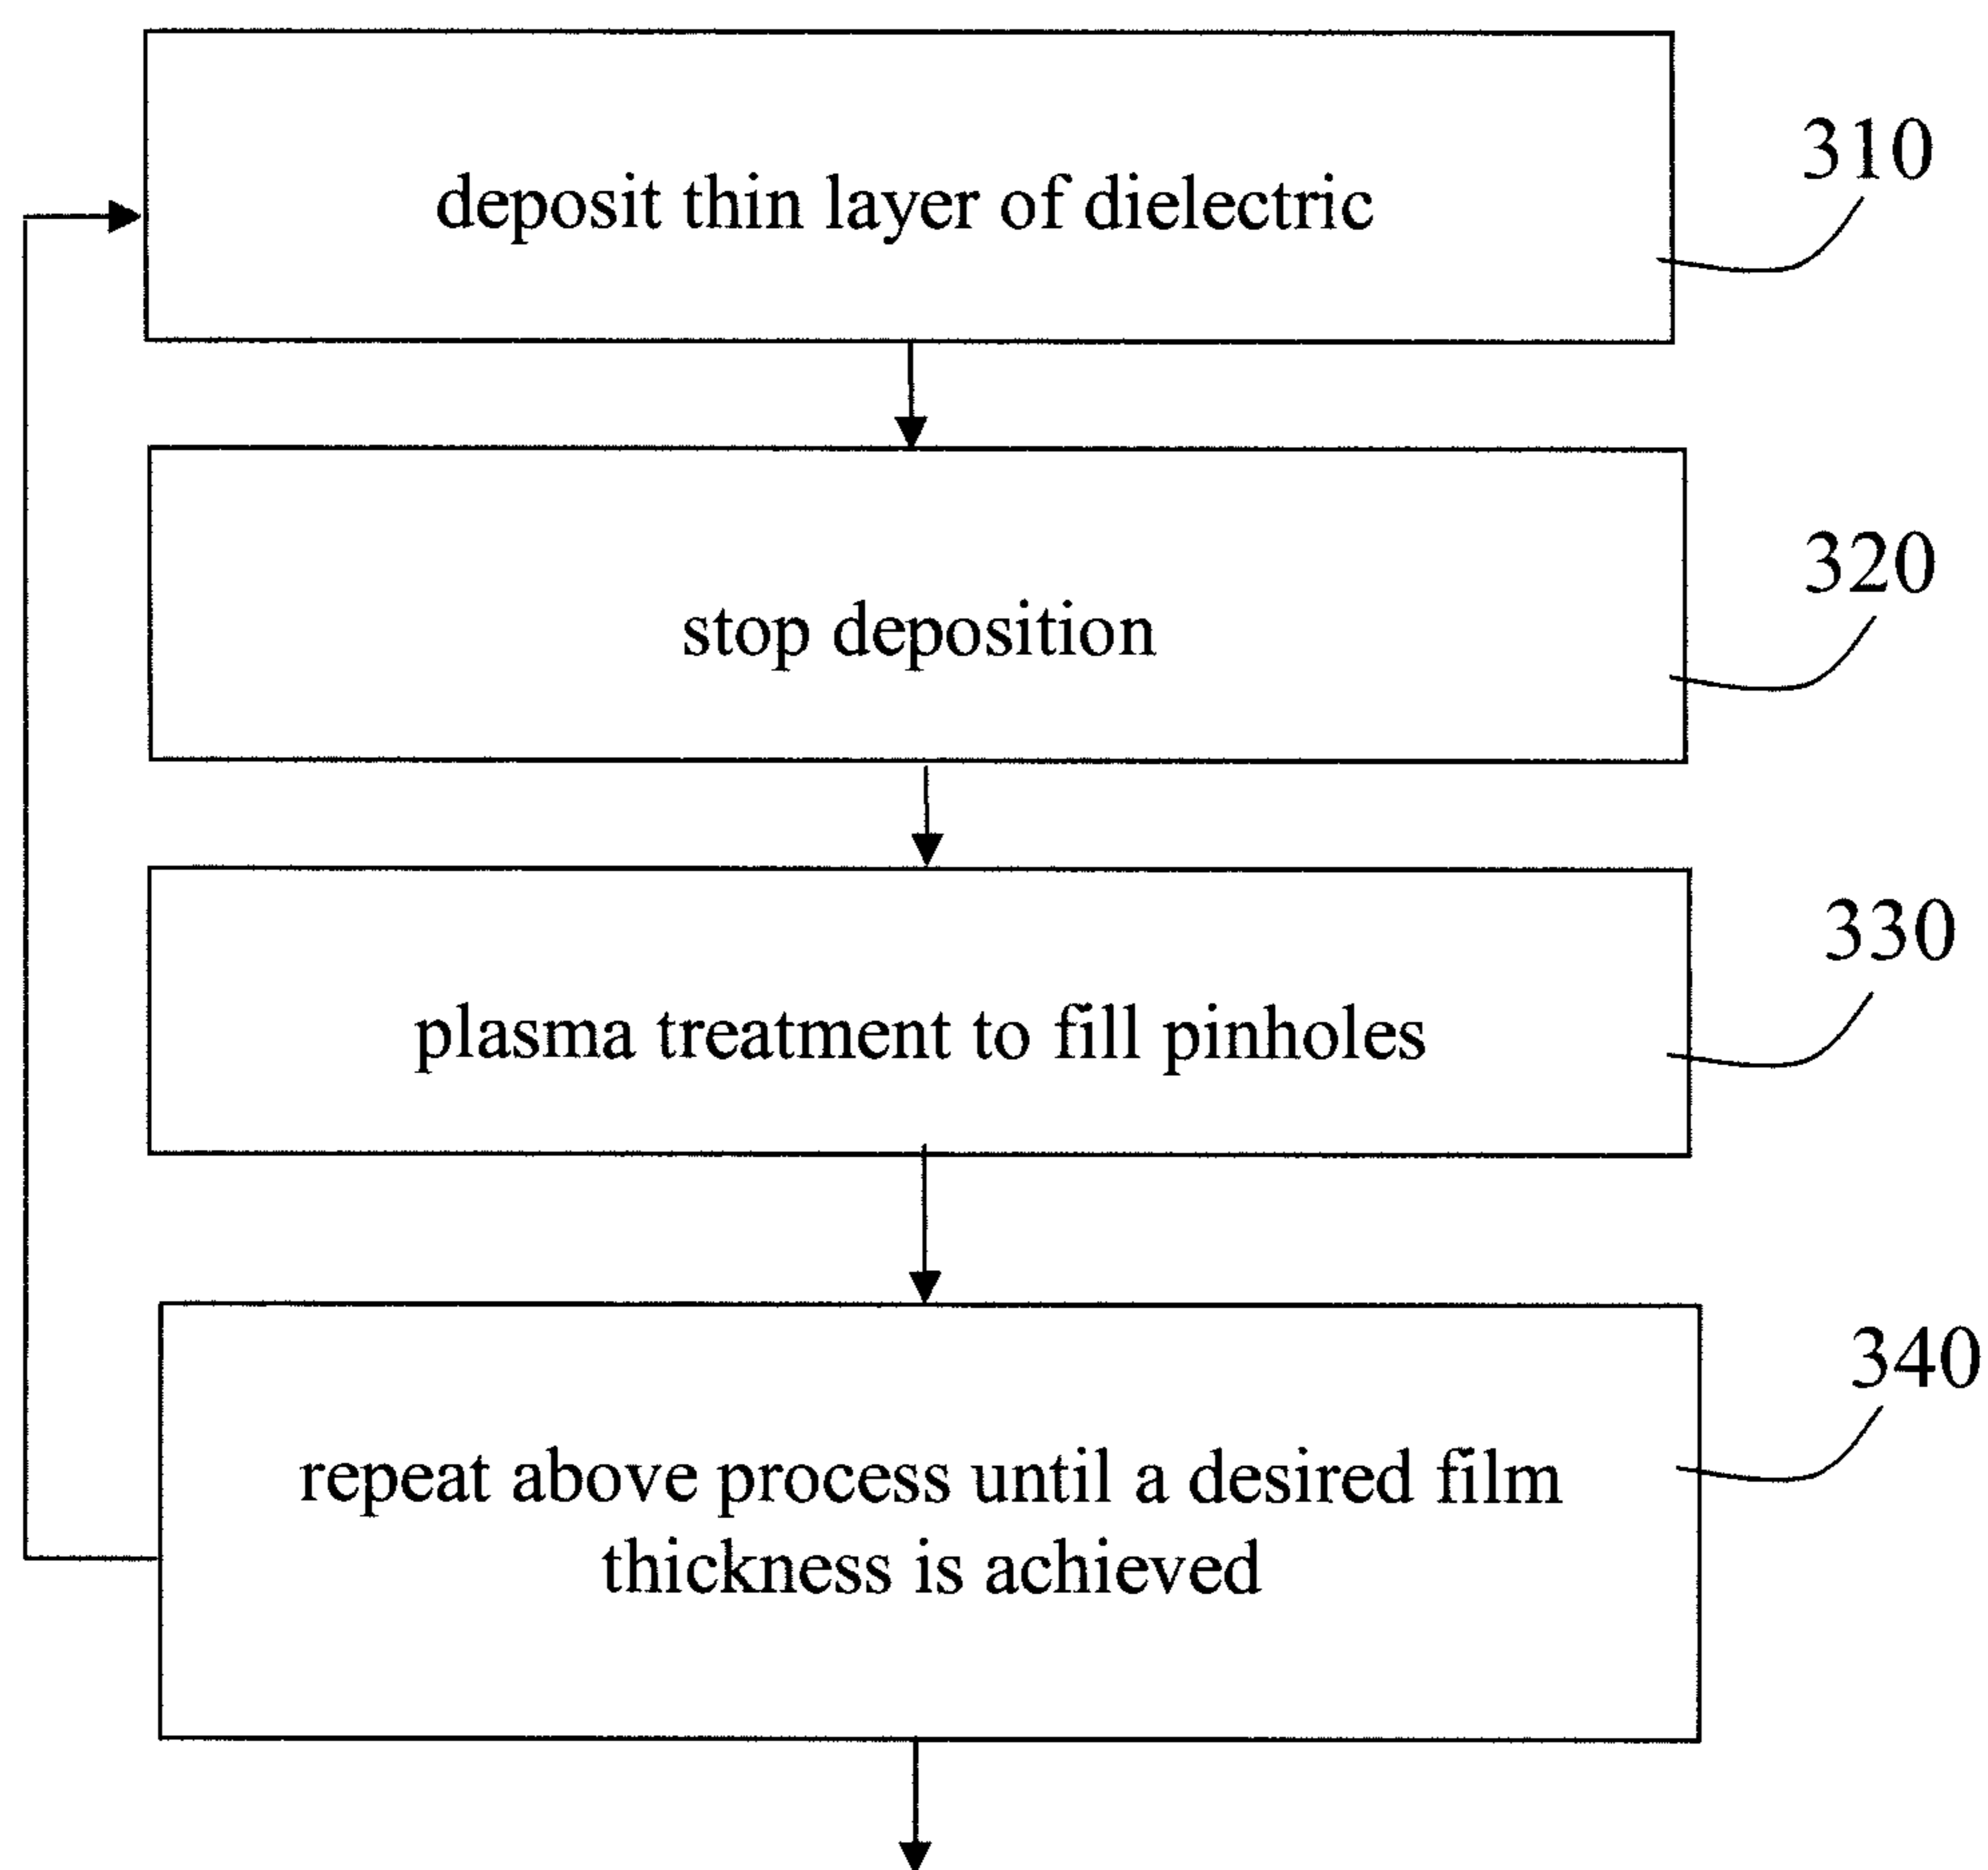 deposit thin layer of dielectric
310
stop deposition
320
plasma treatment to fill pinholes
330
repeat above process until a desired film
thickness is achieved
340